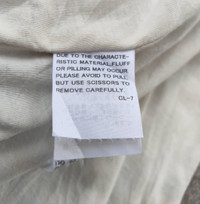 DUE TO THE CHARACTE-
RISTIC MATERIAL,FLUFF
OR PILLING MAY OCCUR.
PLEASE AVOID TO PULL
BUT USE SCISSORS TO
REMOVE CAREFULLY.
CL-1